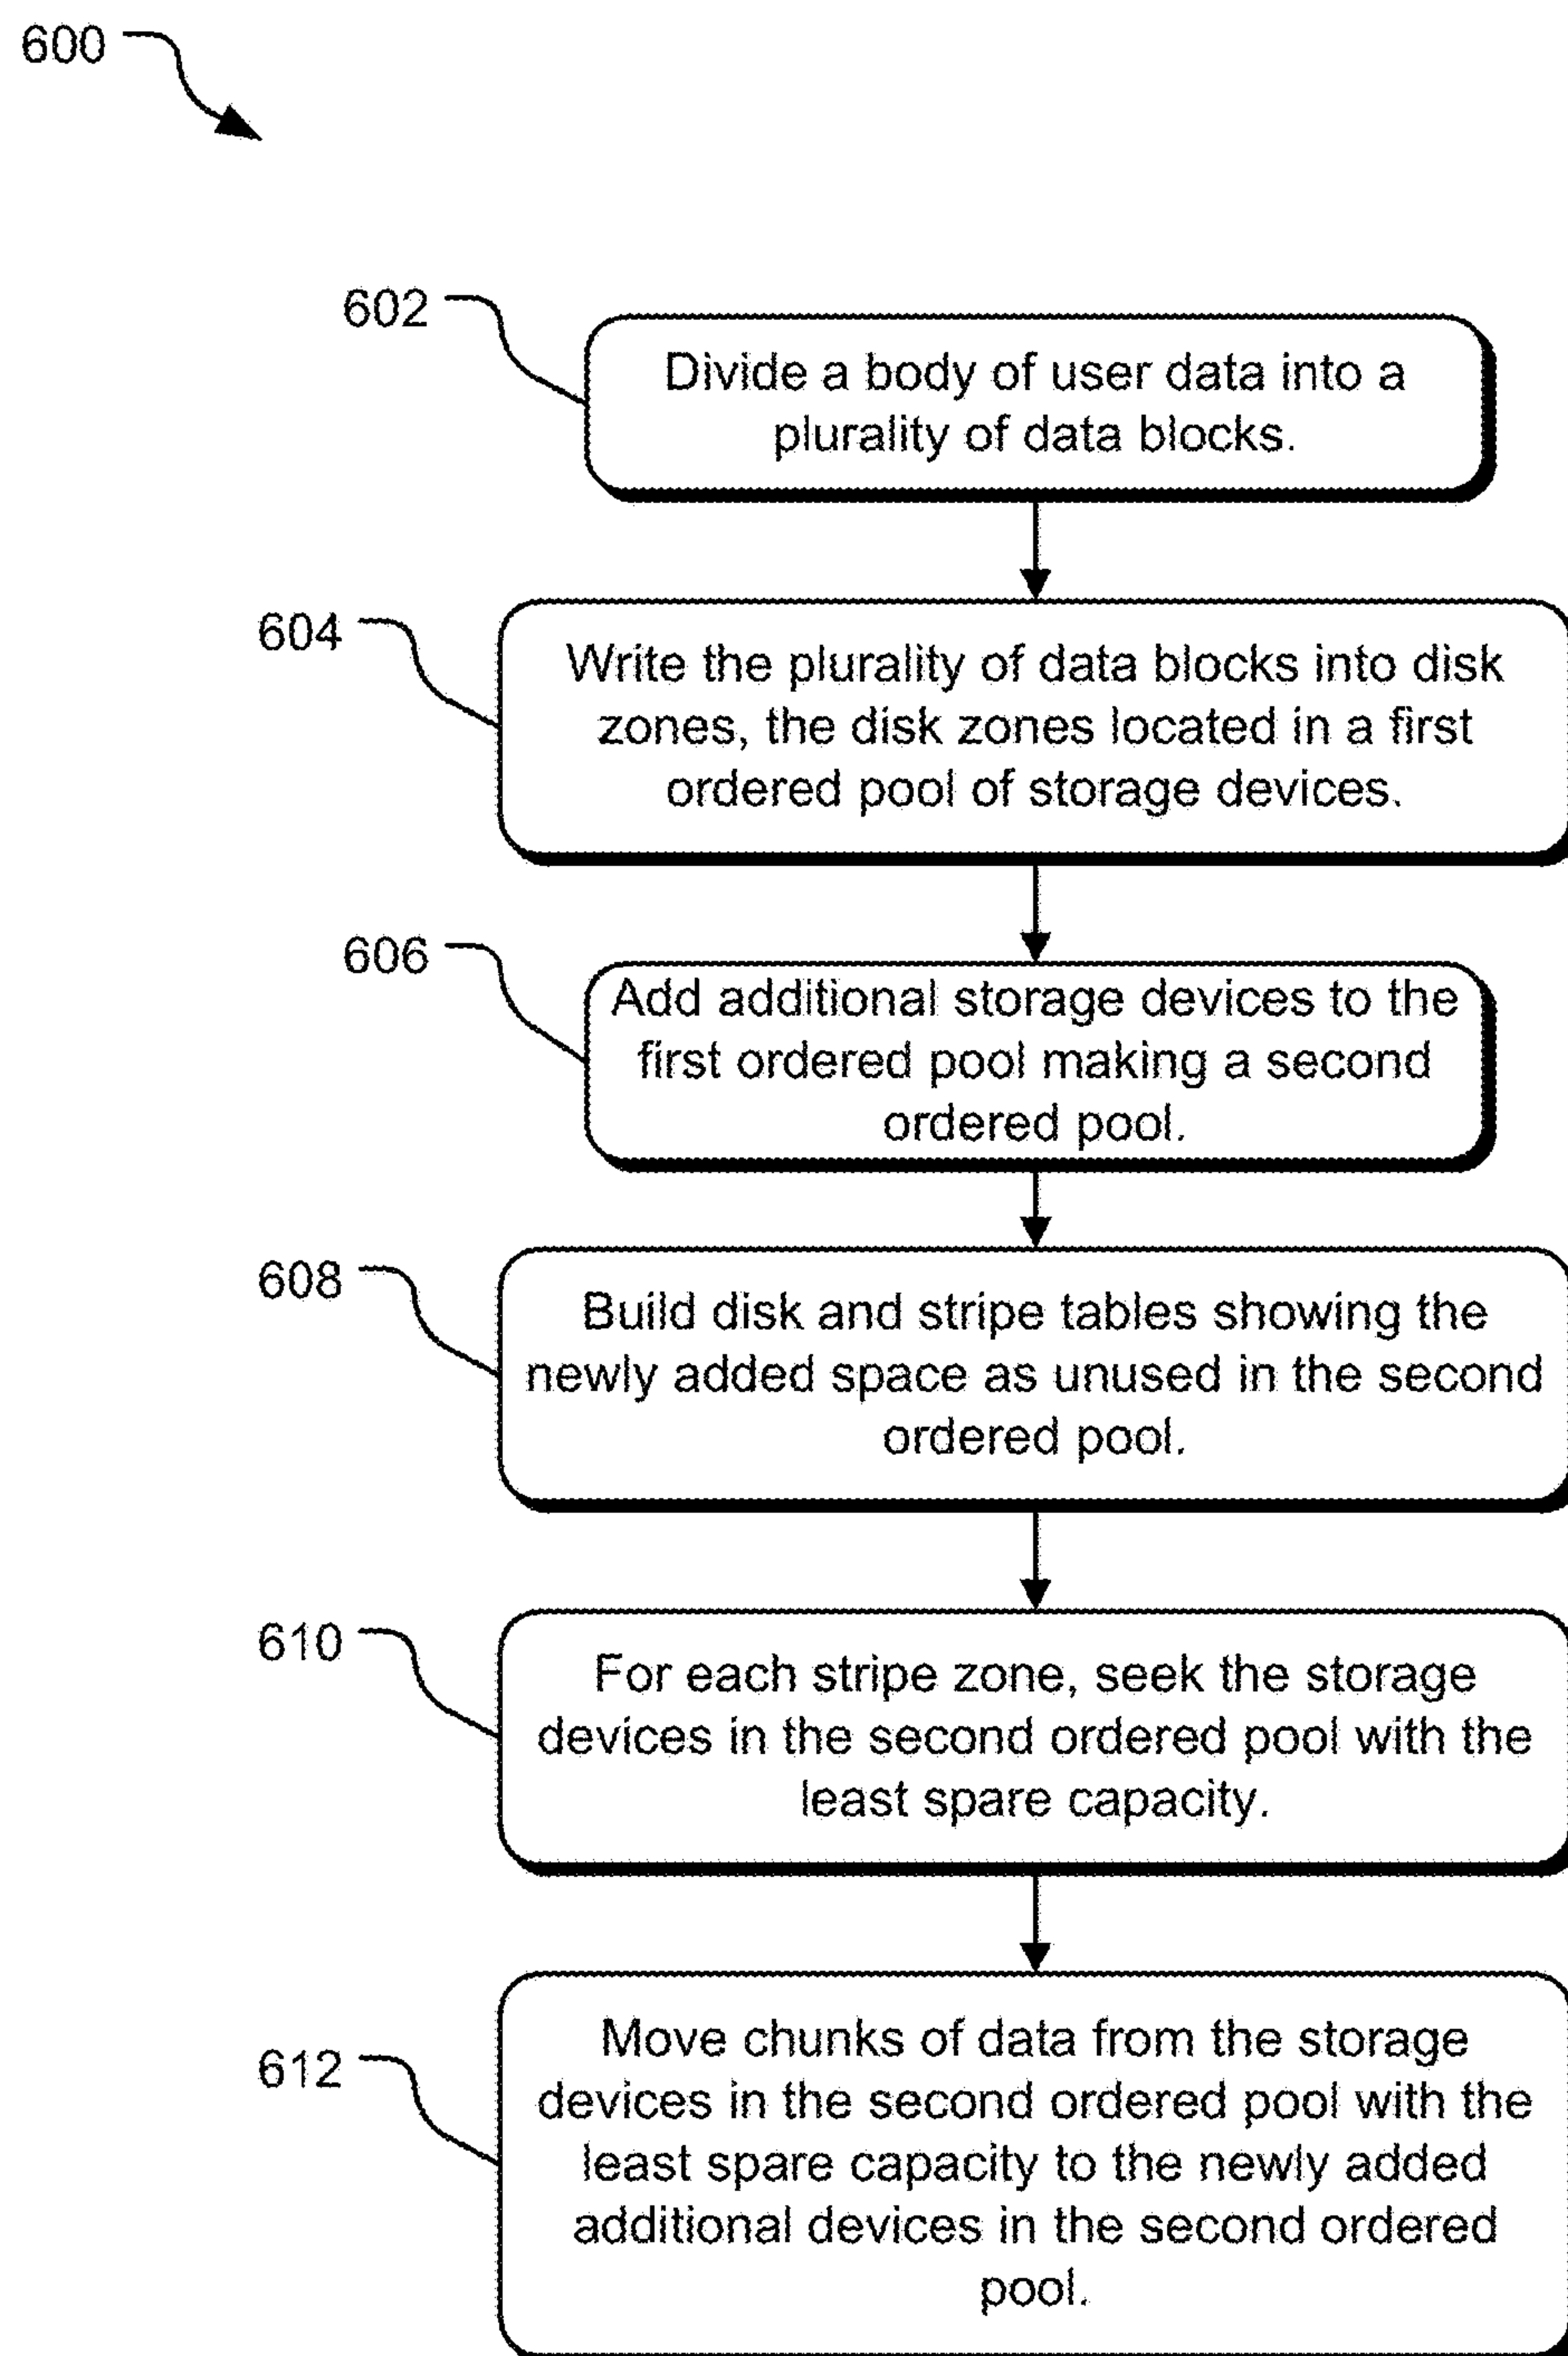 600
602
Divide a body of user data into a
plurality of data blocks.
604
Write the plurality of data blocks into disk
zones, the disk zones located in a first
ordered pool of storage devices.
606
Add additional storage devices to the
first ordered pool making a second
ordered pool.
608
Build disk and stripe tables showing the
newly added space as unused in the second
ordered pool.
610
For each stripe zone, seek the storage
devices in the second ordered pool with the
least spare capacity.
612
Move chunks of data from the storage
devices in the second ordered pool with the
least spare capacity to the newly added
additional devices in the second ordered
pool.